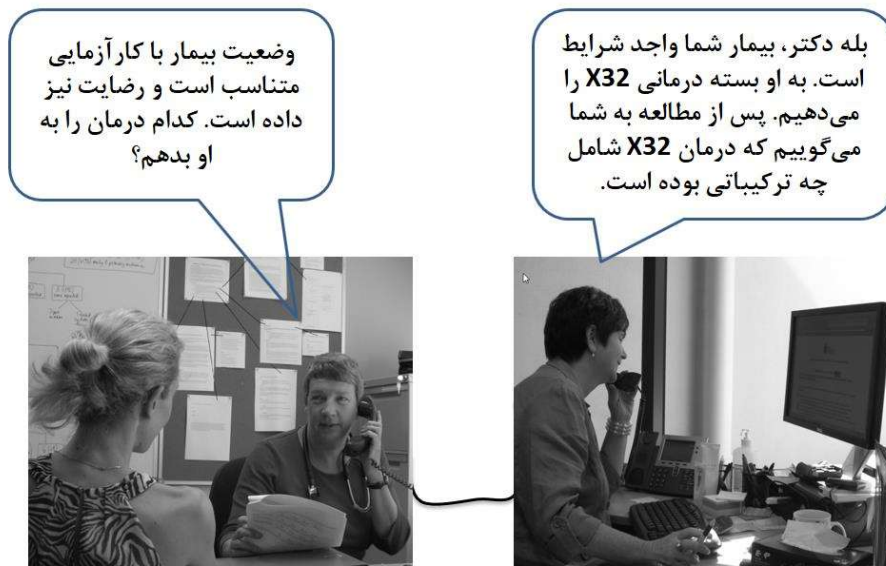 وضعیت بیمار با کارآزمایی
متناسب است و رضایت نیز
داده است. کدام درمان را به
او بدهم؟
بله دکتر، بیمار شما واجد شرایط
است. به او بسته درمانی X32 را
می‌دهیم. پس از مطالعه به شما
می‌گوییم که درمان X32 شامل
چه ترکیباتی بوده است.